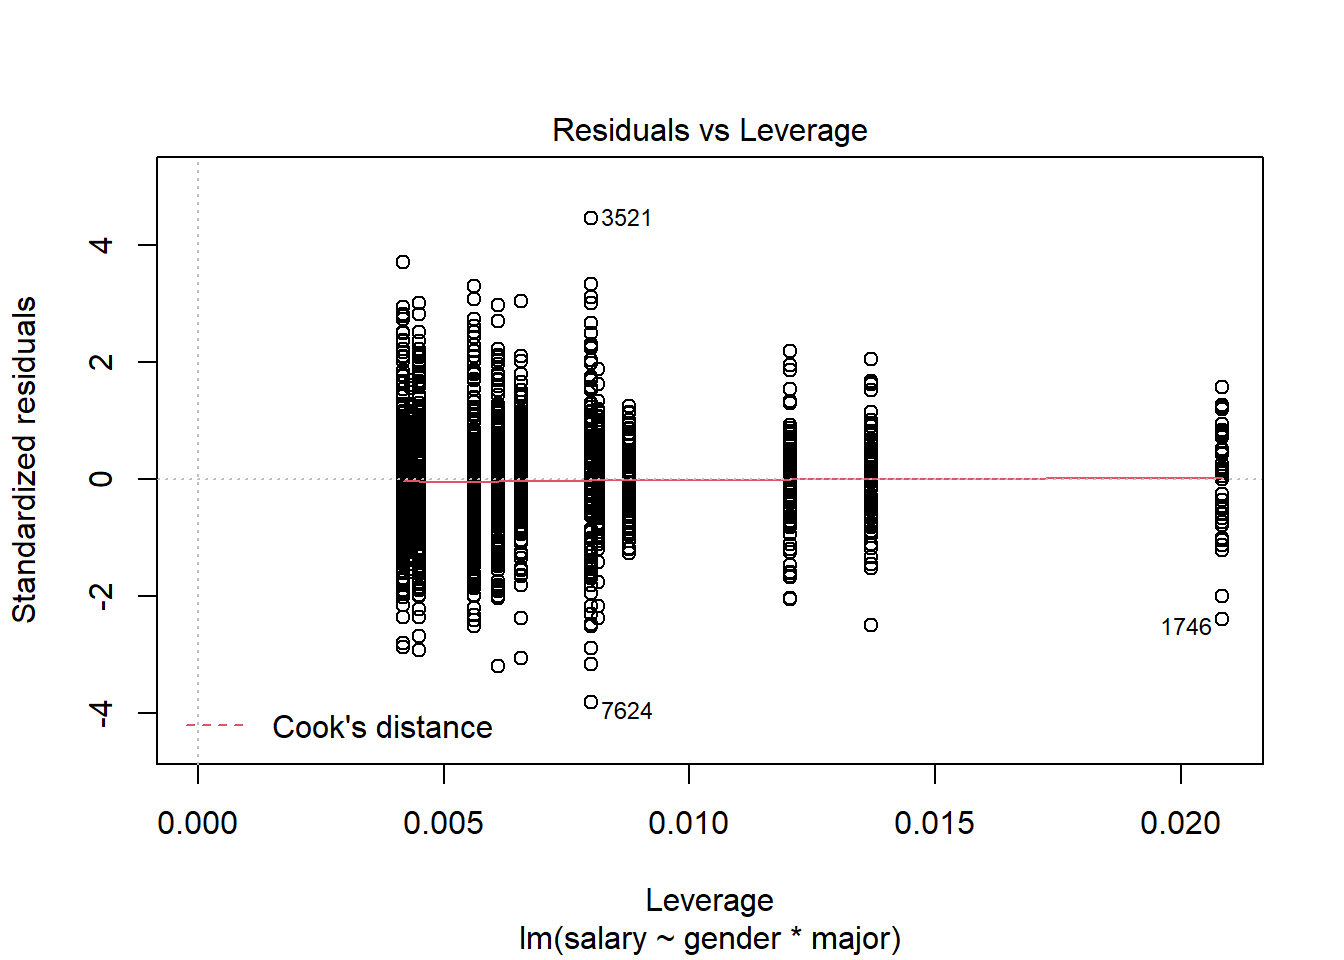 Residuals vs Leverage
Standardized residuals
4
2
0
-2
-4
3521
1746
7624
Cook's distance
0.000
0.005
0.010
0.015
0.020
Leverage
lm(salary ~ gender * major)